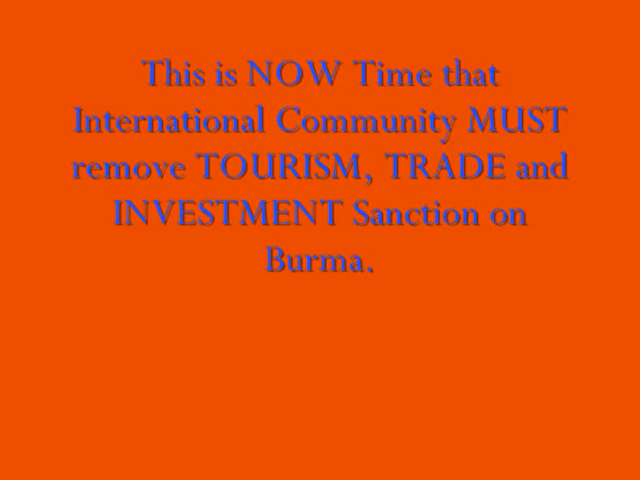 This is NOW Time that
International Community MUST
remove TOURISM, TRADE and
INVESTMENT Sanction on
Burma.